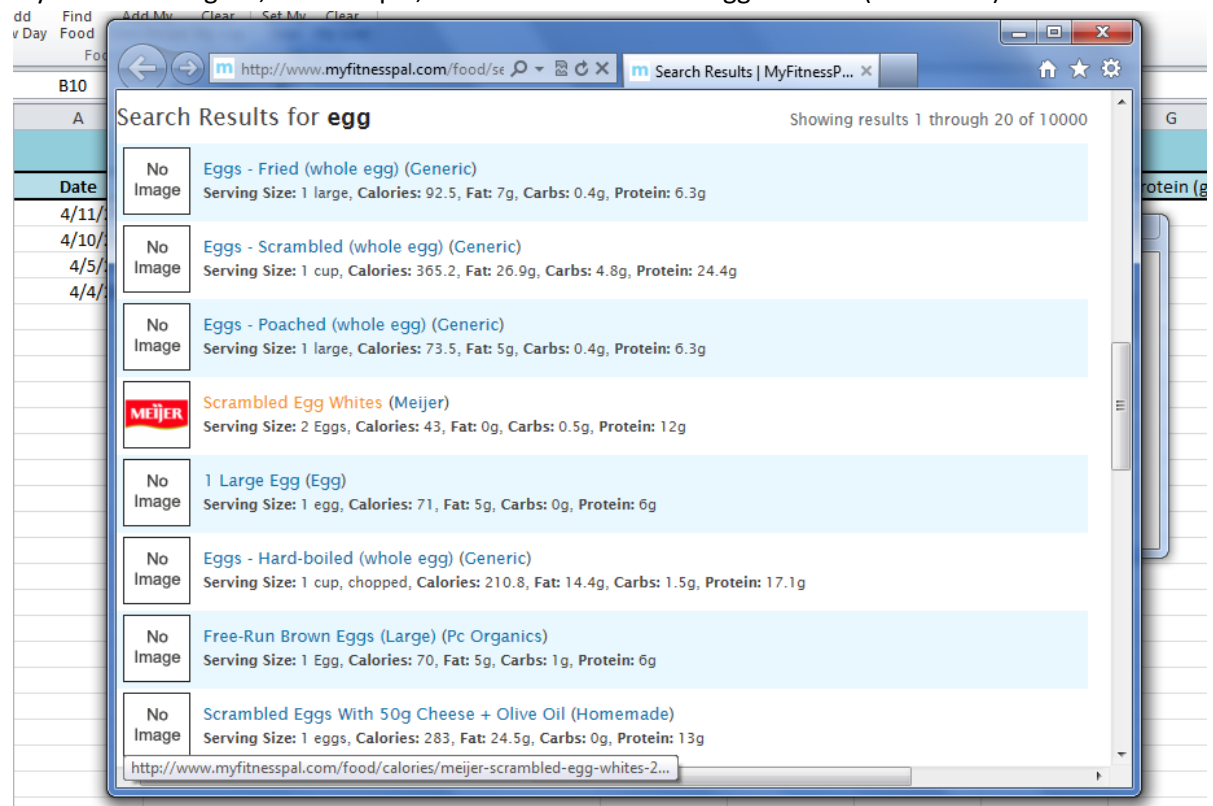 dd Find Add My Clear Set My Clear
v Day Food
Foo
B10
A
G
Date
rotein (g
4/11/
4/10/
4/5/
4/4/
http://www.myfitnesspal.com/food/se
m Search Results | MyFitnessP... ×
Search Results for egg
Showing results 1 through 20 of 10000
No Image
Eggs - Fried (whole egg) (Generic)
Serving Size: 1 large, Calories: 92.5, Fat: 7g, Carbs: 0.4g, Protein: 6.3g
No Image
Eggs - Scrambled (whole egg) (Generic)
Serving Size: 1 cup, Calories: 365.2, Fat: 26.9g, Carbs: 4.8g, Protein: 24.4g
No Image
Eggs - Poached (whole egg) (Generic)
Serving Size: 1 large, Calories: 73.5, Fat: 5g, Carbs: 0.4g, Protein: 6.3g
MEIJER
Scrambled Egg Whites (Meijer)
Serving Size: 2 Eggs, Calories: 43, Fat: 0g, Carbs: 0.5g, Protein: 12g
No Image
1 Large Egg (Egg)
Serving Size: 1 egg, Calories: 71, Fat: 5g, Carbs: 0g, Protein: 6g
No Image
Eggs - Hard-boiled (whole egg) (Generic)
Serving Size: 1 cup, chopped, Calories: 210.8, Fat: 14.4g, Carbs: 1.5g, Protein: 17.1g
No Image
Free-Run Brown Eggs (Large) (Pc Organics)
Serving Size: 1 Egg, Calories: 70, Fat: 5g, Carbs: 1g, Protein: 6g
No Image
Scrambled Eggs With 50g Cheese + Olive Oil (Homemade)
Serving Size: 1 eggs, Calories: 283, Fat: 24.5g, Carbs: 0g, Protein: 13g
http://www.myfitnesspal.com/food/calories/meijer-scrambled-egg-whites-2...